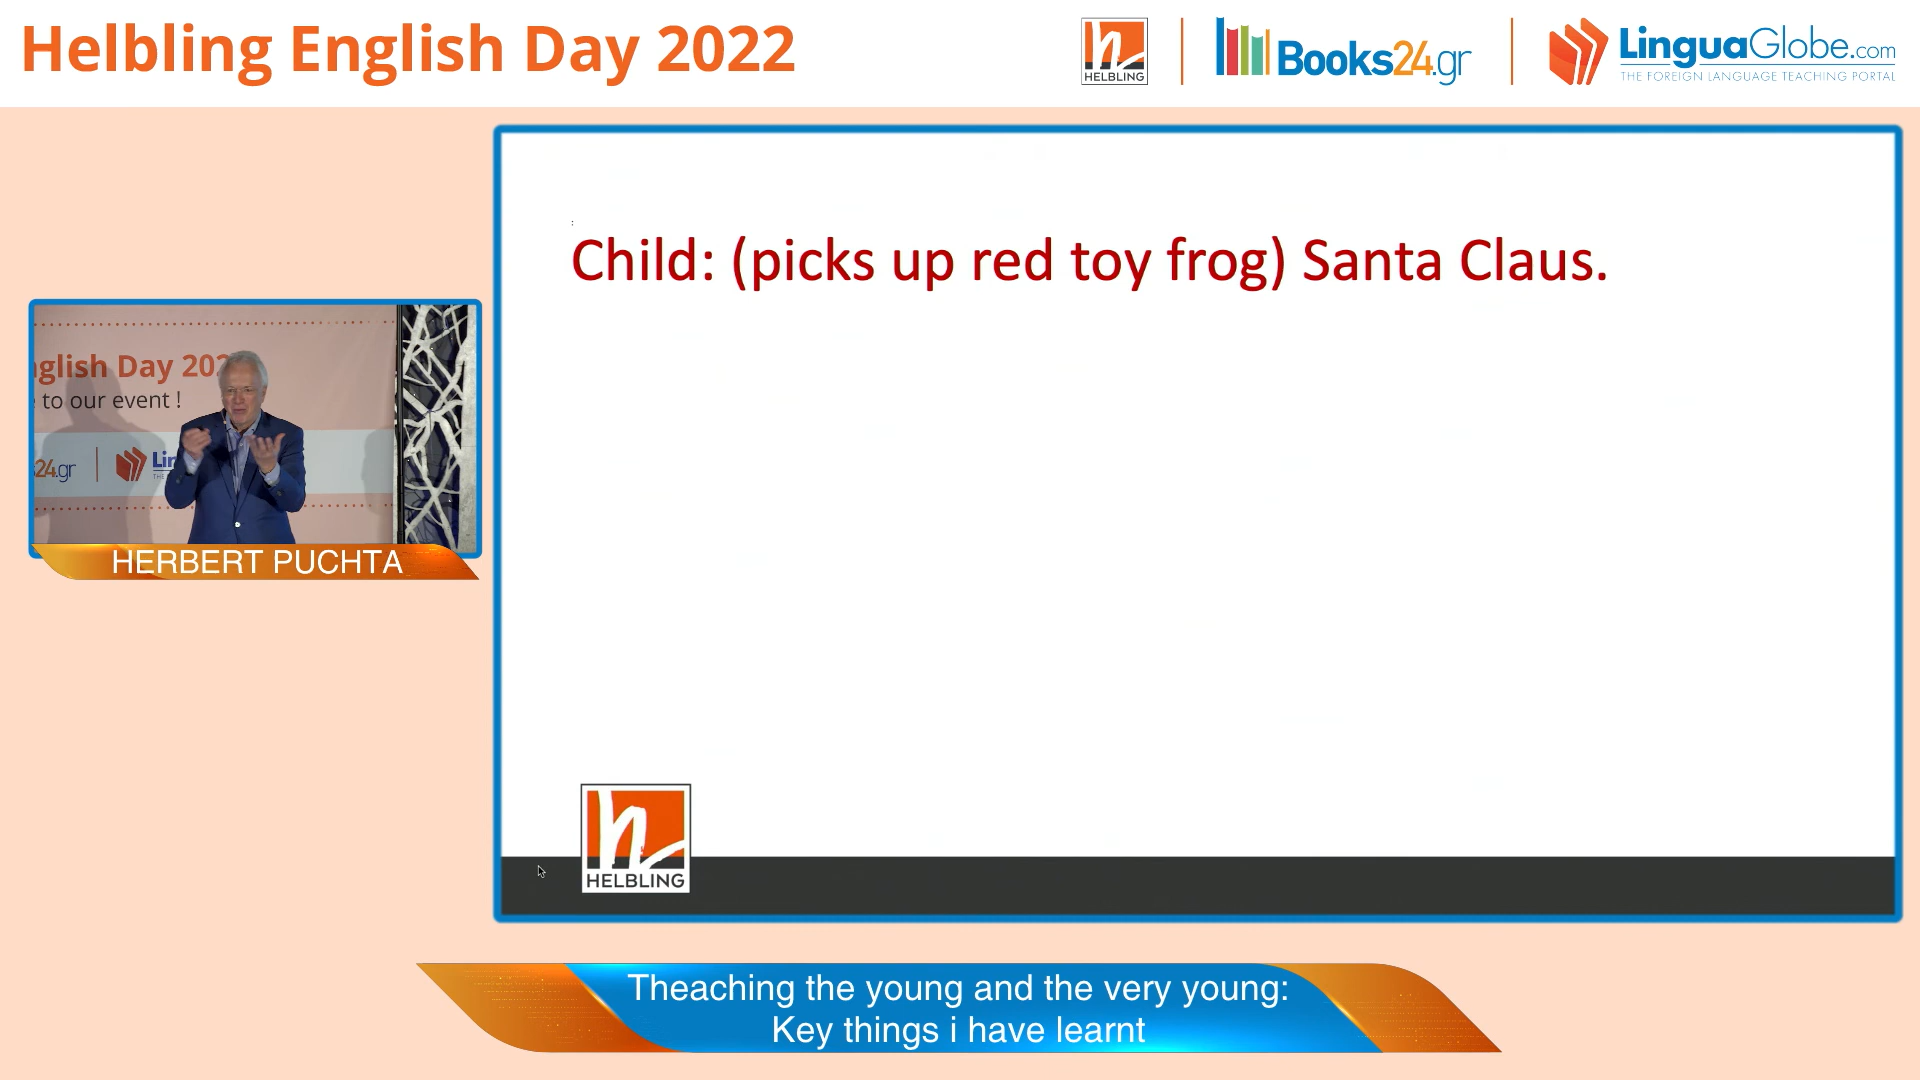 Helbling English Day 2022
HELBLING
Books24.gr
LinguaGlobe.com
THE FOREIGN LANGUAGE TEACHING PORTAL
:
Child: (picks up red toy frog) Santa Claus.
nglish Day 202
to our event !
24.gr
Lin
HERBERT PUCHTA
HELBLING
Theaching the young and the very young:
Key things i have learnt